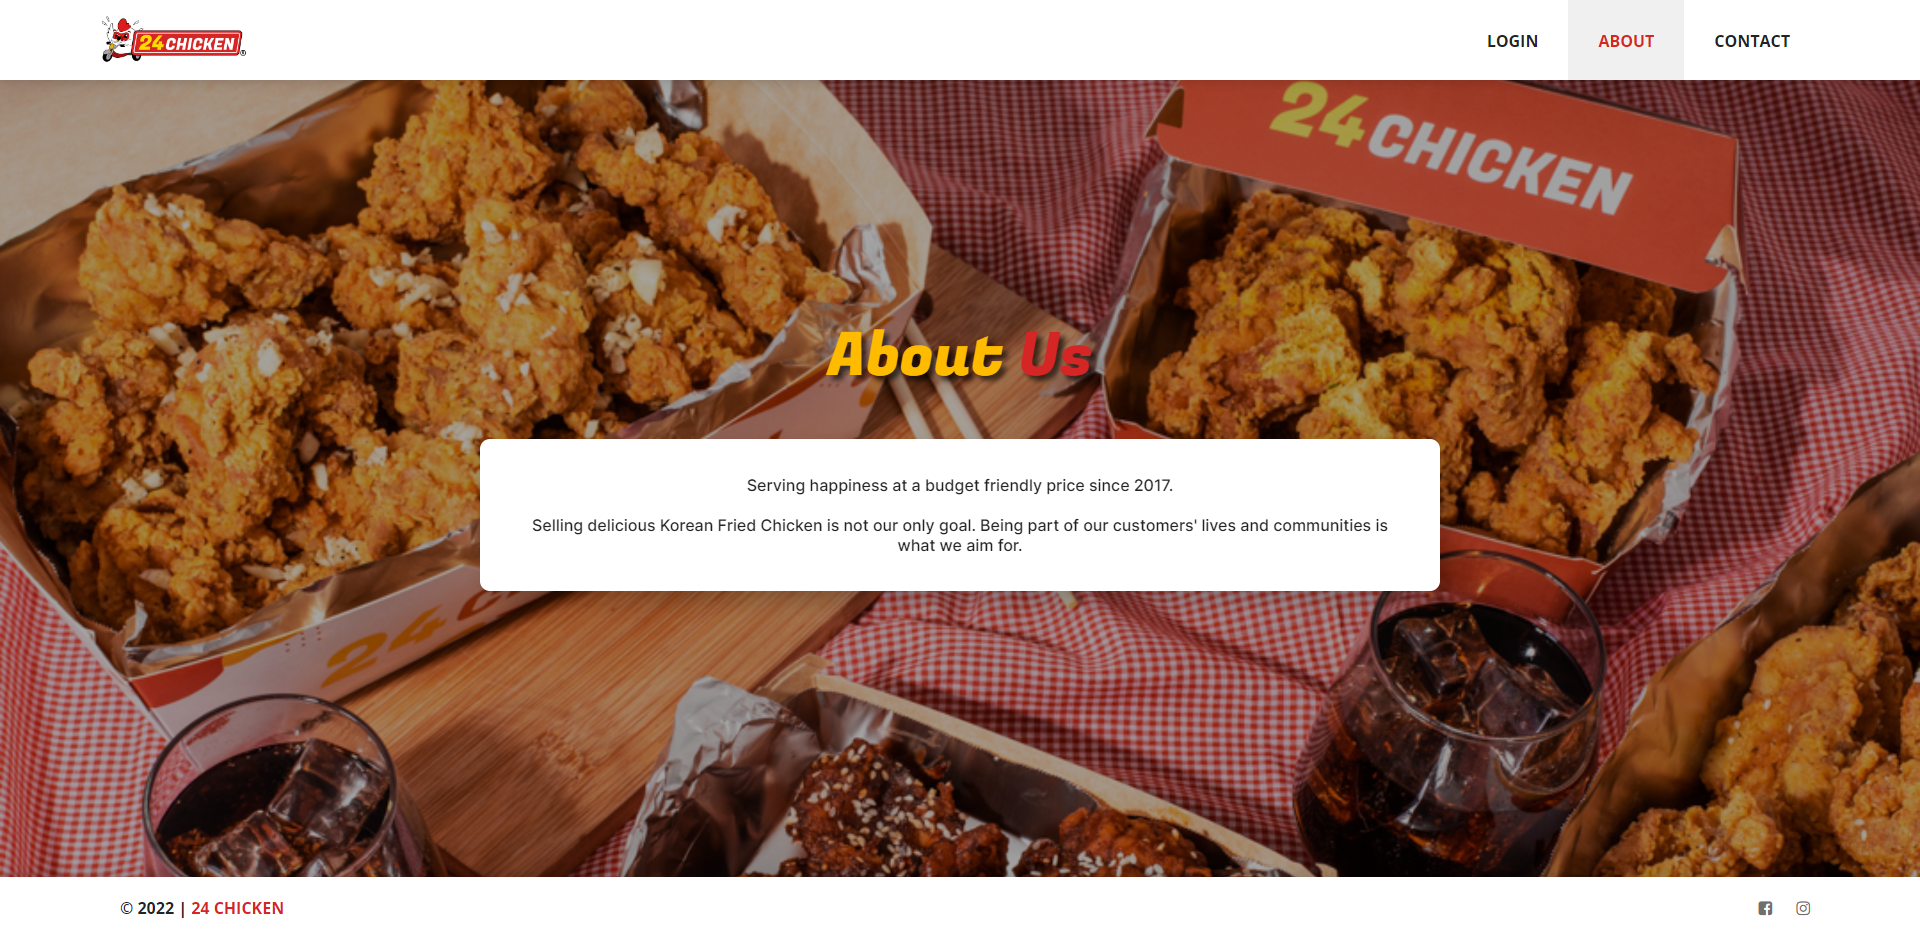 24 CHICKEN ®
LOGIN
ABOUT
CONTACT
24 CHICKEN
About Us
Serving happiness at a budget friendly price since 2017.
Selling delicious Korean Fried Chicken is not our only goal. Being part of our customers' lives and communities is
what we aim for.
24 C
© 2022 | 24 CHICKEN